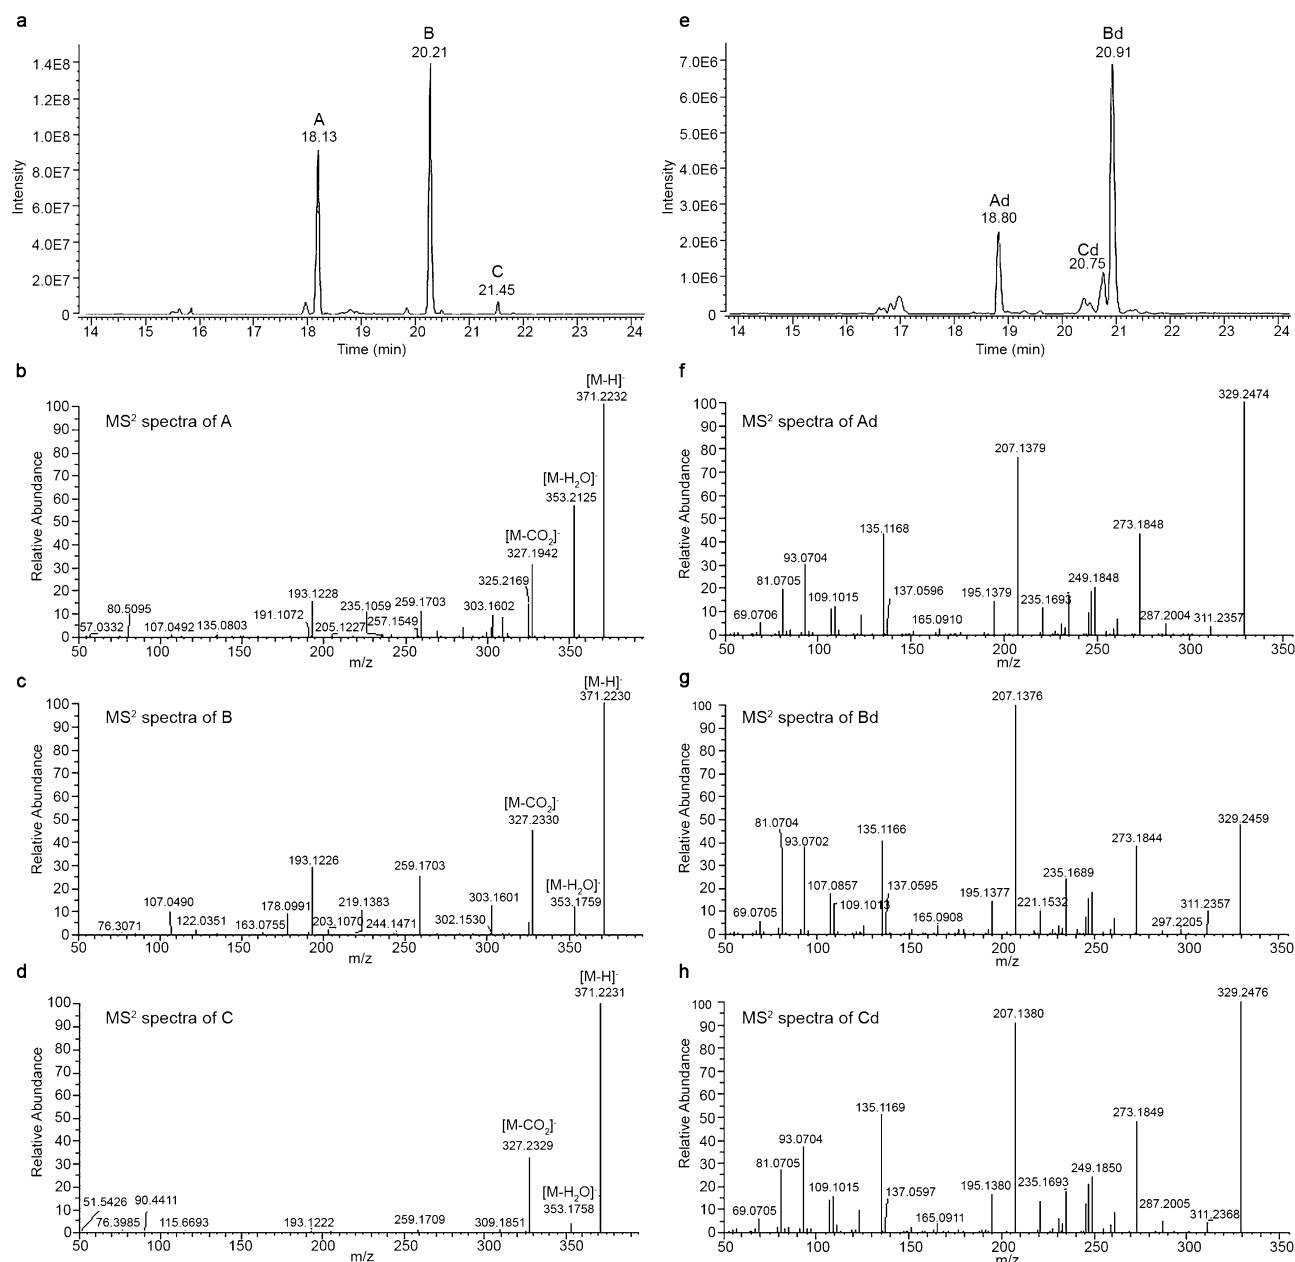 a
B
20.21
A
18.13
C
21.45
1.4E8
1.2E8
1.0E8
8.0E7
6.0E7
4.0E7
2.0E7
0
Intensity
14 15 16 17 18 19 20 21 22 23 24
Time (min)
e
Bd
20.91
Ad
18.80
Cd
20.75
7.0E6
6.0E6
5.0E6
4.0E6
3.0E6
2.0E6
1.0E6
0
Intensity
14 15 16 17 18 19 20 21 22 23 24
Time (min)
b
MS² spectra of A
[M-H]⁻
371.2232
[M-H₂O]⁻
353.2125
[M-CO₂]⁻
327.1942
325.2169
303.1602
259.1703
257.1549
235.1059
205.1227
193.1228
191.1072
135.0803
107.0492
80.5095
57.0332
100
90
80
70
60
50
40
30
20
10
0
Relative Abundance
50 100 150 200 250 300 350
m/z
f
MS² spectra of Ad
329.2474
311.2357
287.2004
273.1848
249.1848
235.1693
207.1379
195.1379
165.0910
137.0596
135.1168
109.1015
93.0704
81.0705
69.0706
100
90
80
70
60
50
40
30
20
10
0
Relative Abundance
50 100 150 200 250 300 350
m/z
c
MS² spectra of B
[M-H]⁻
371.2230
[M-CO₂]⁻
327.2330
[M-H₂O]⁻
353.1759
303.1601
302.1530
259.1703
244.1471
219.1383
203.1070
193.1226
178.0991
163.0755
122.0351
107.0490
76.3071
100
90
80
70
60
50
40
30
20
10
0
Relative Abundance
50 100 150 200 250 300 350
m/z
g
MS² spectra of Bd
207.1376
329.2459
311.2357
297.2205
273.1844
235.1689
221.1532
195.1377
165.0908
137.0595
135.1166
109.1013
107.0857
93.0702
81.0704
69.0705
100
90
80
70
60
50
40
30
20
10
0
Relative Abundance
50 100 150 200 250 300 350
m/z
d
MS² spectra of C
[M-H]⁻
371.2231
[M-CO₂]⁻
327.2329
[M-H₂O]⁻
353.1758
309.1851
259.1709
193.1222
115.6693
90.4411
76.3985
51.5426
100
90
80
70
60
50
40
30
20
10
0
Relative Abundance
50 100 150 200 250 300 350
m/z
h
MS² spectra of Cd
329.2476
311.2368
287.2005
273.1849
249.1850
235.1693
207.1380
195.1380
165.0911
137.0597
135.1169
109.1015
93.0704
81.0705
69.0705
100
90
80
70
60
50
40
30
20
10
0
Relative Abundance
50 100 150 200 250 300 350
m/z